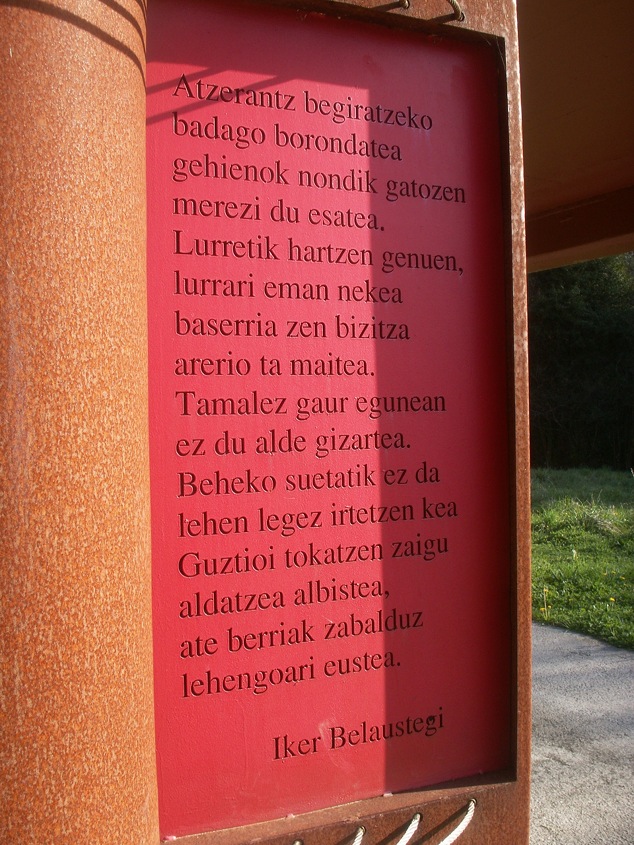 Atzerantz begiratzeko
badago borondatea
gehienok nondik gatozen
merezi du esatea.
Lurretik hartzen genuen,
lurrari eman nekea
baserria zen bizitza
arerio ta maitea.
Tamalez gaur egunean
ez du alde gizartea.
Beheko suetatik ez da
lehen legez irtetzen kea
Guztioi tokatzen zaigu
aldatzea albistea,
ate berriak zabalduz
lehengoari eustea.
Iker Belaustegi